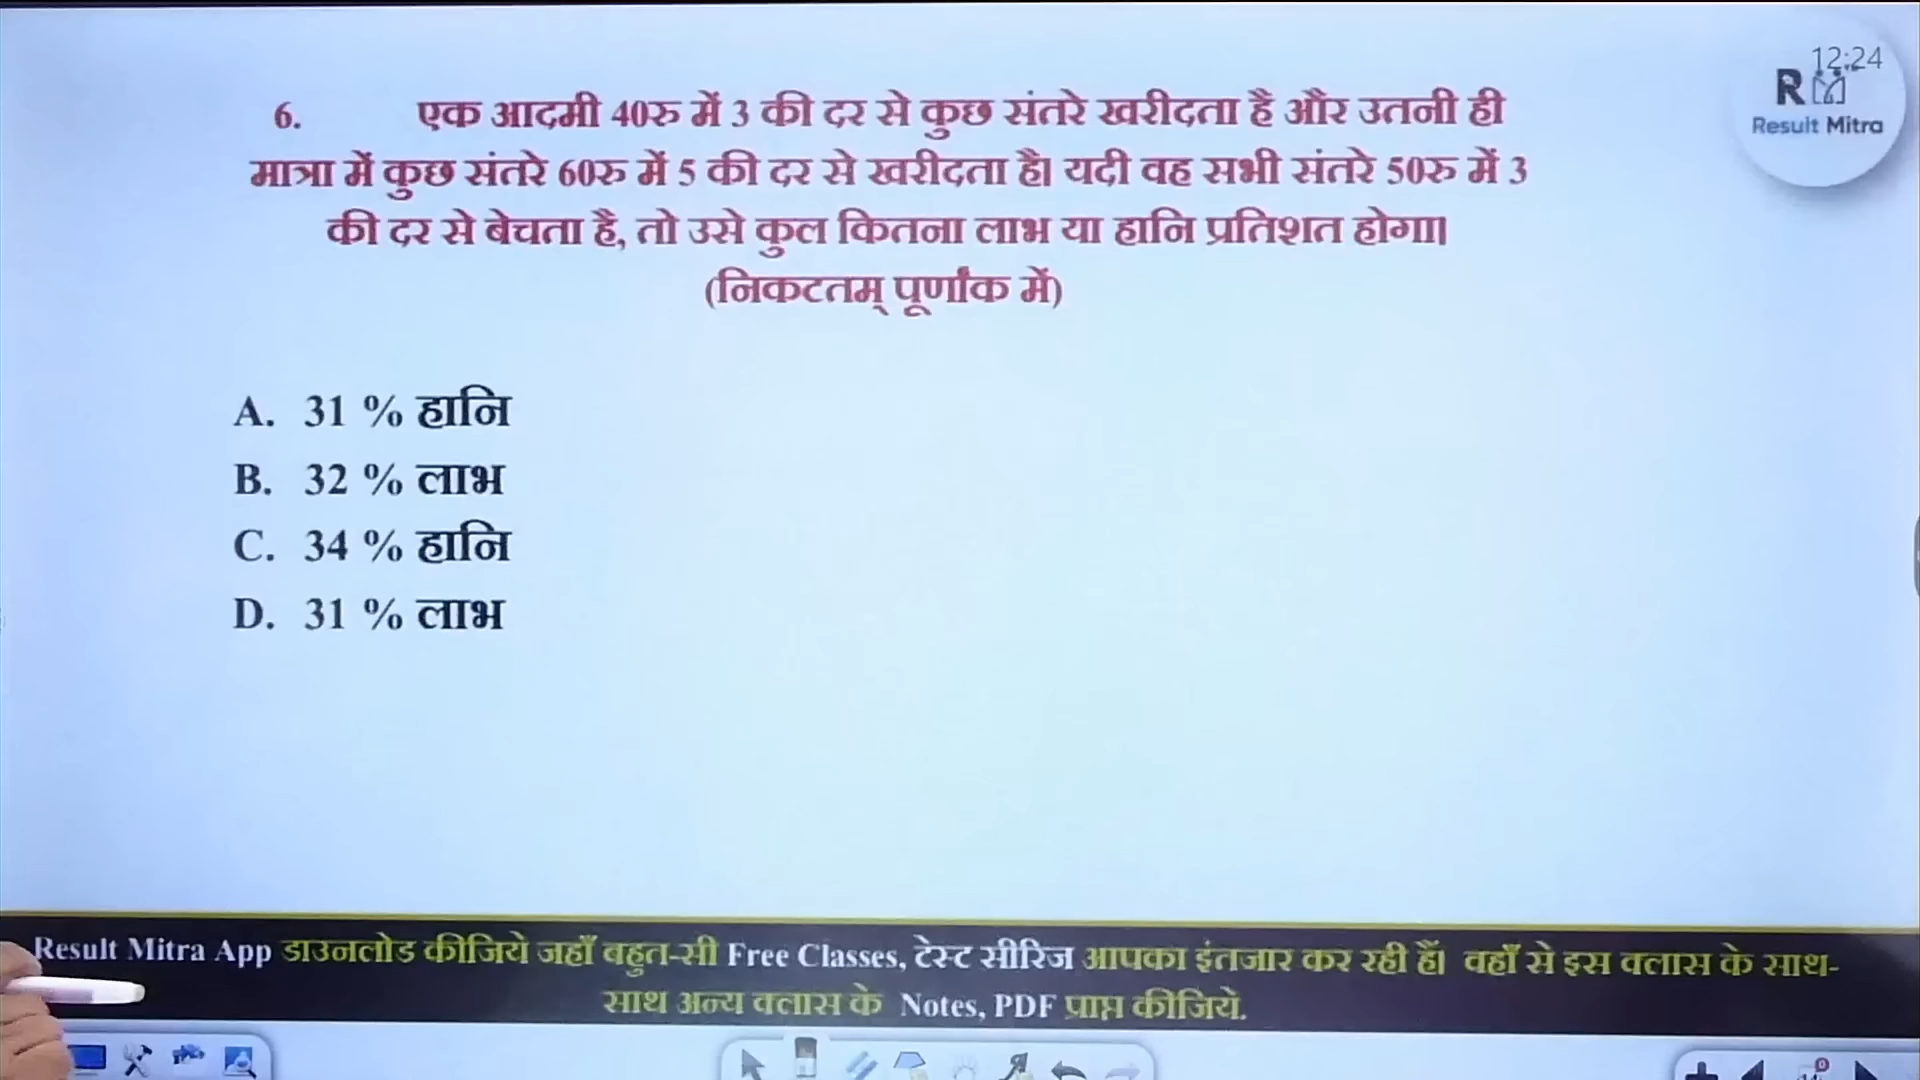 12:24
RM
Result Mitra
6. एक आदमी 40रु में 3 की दर से कुछ संतरे खरीदता है और उतनी ही
मात्रा में कुछ संतरे 60रु में 5 की दर से खरीदता है। यदी वह सभी संतरे 50रु में 3
की दर से बेचता है, तो उसे कुल कितना लाभ या हानि प्रतिशत होगा।
(निकटतम् पूर्णांक में)
A. 31 % हानि
B. 32 % लाभ
C. 34 % हानि
D. 31 % लाभ
Result Mitra App डाउनलोड कीजिये जहाँ बहुत-सी Free Classes, टेस्ट सीरिज आपका इंतजार कर रही हैं। वहाँ से इस क्लास के साथ-
साथ अन्य क्लास के Notes, PDF प्राप्त कीजिये.